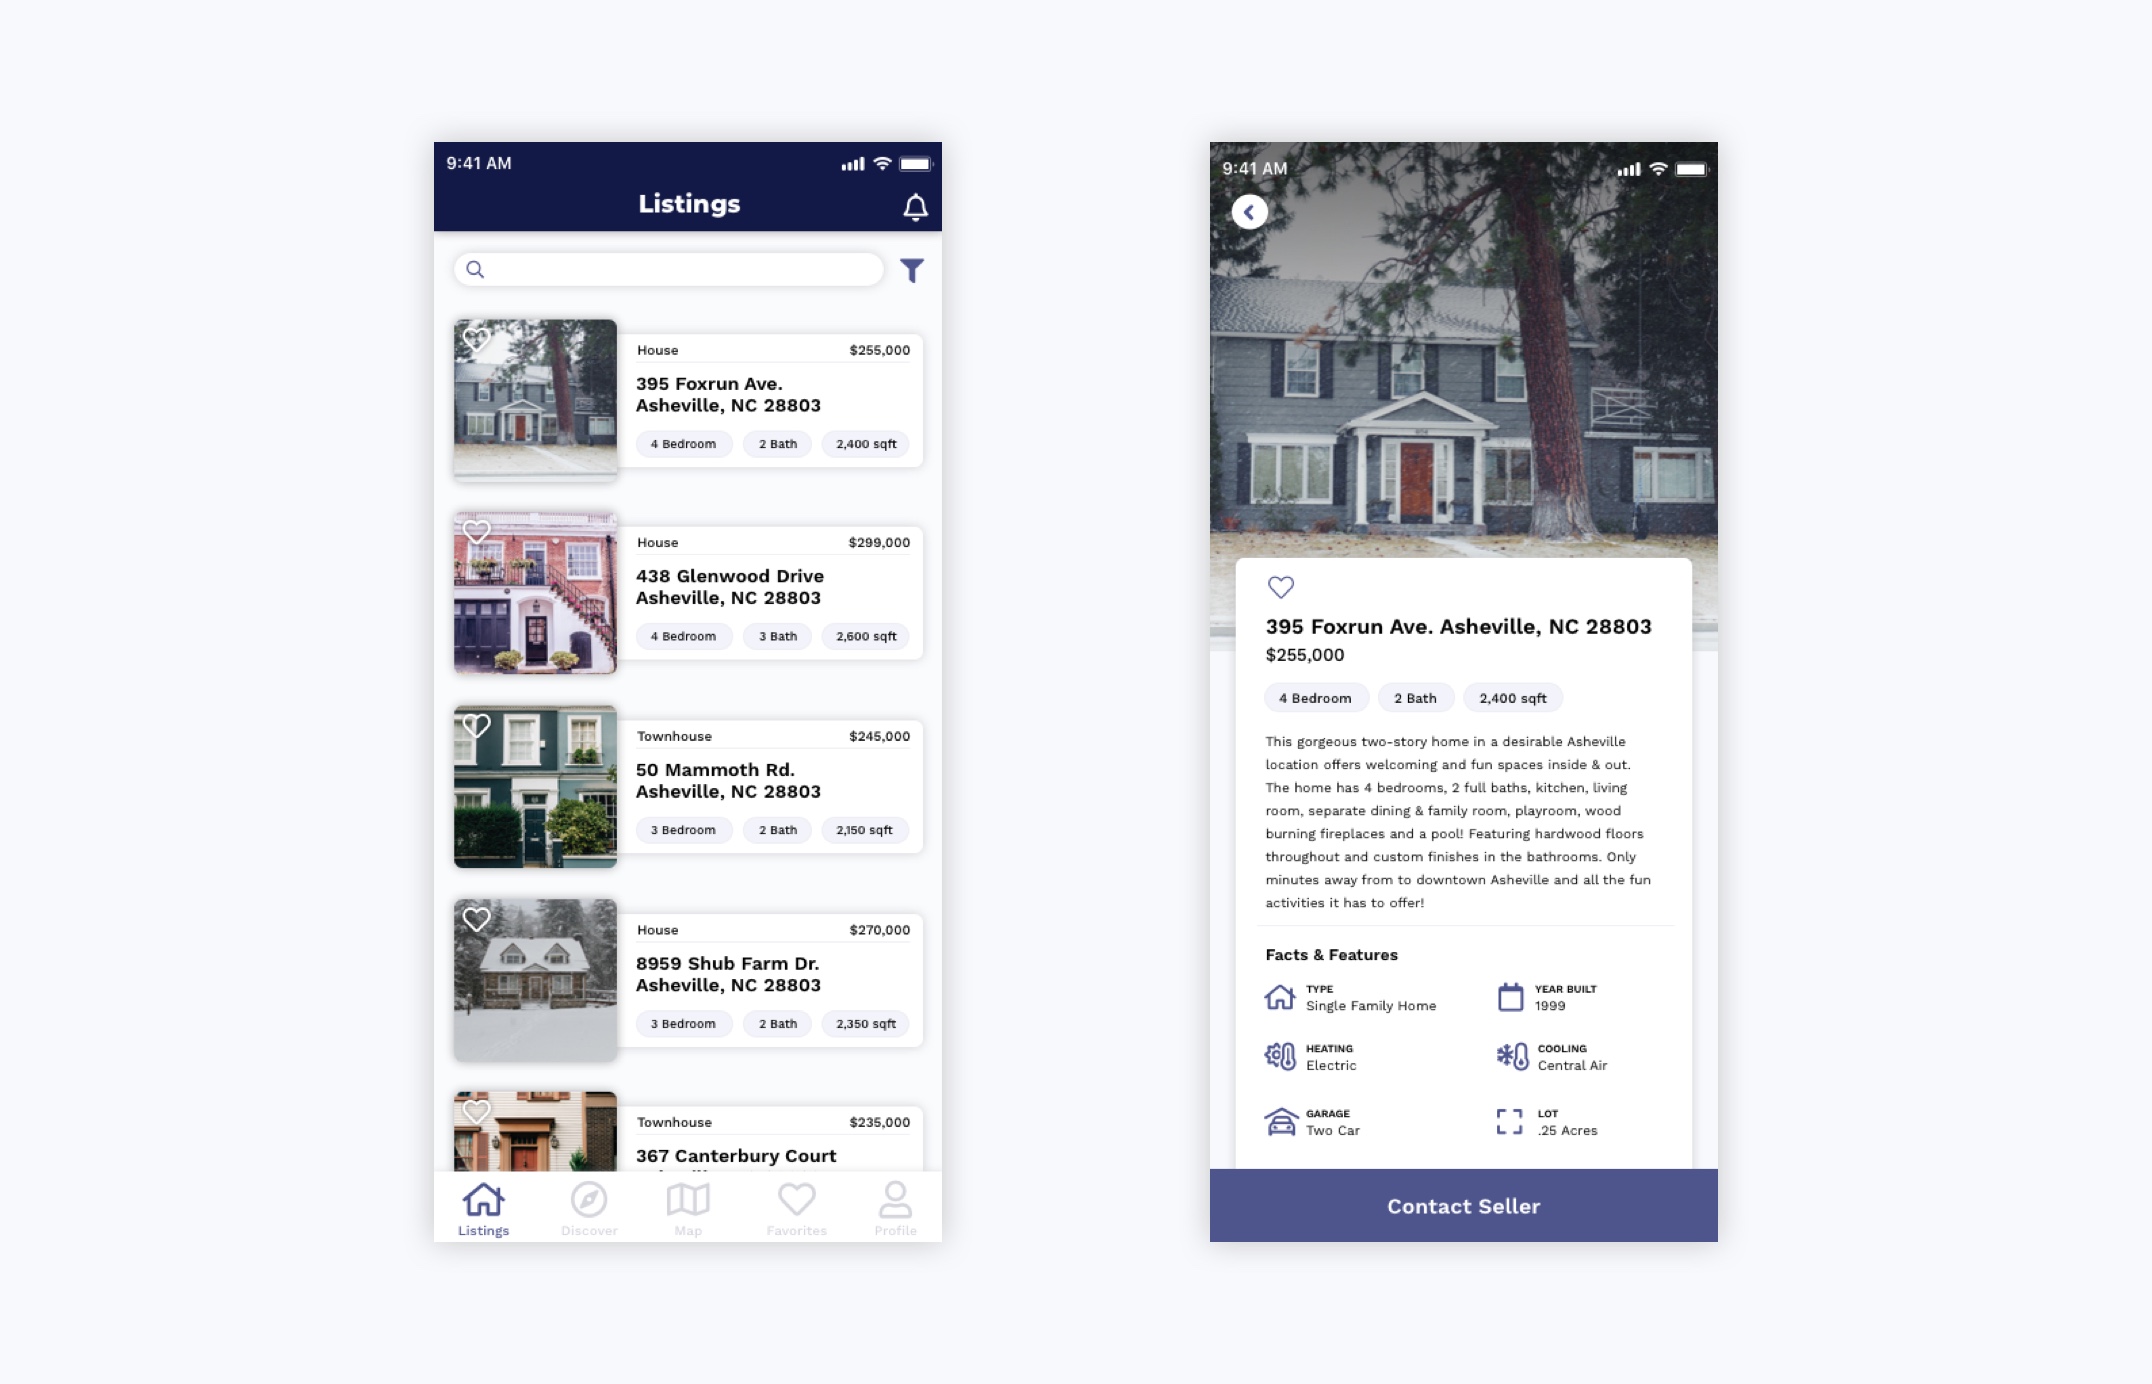 9:41 AM
Listings
House $255,000
395 Foxrun Ave.
Asheville, NC 28803
4 Bedroom 2 Bath 2,400 sqft
House $299,000
438 Glenwood Drive
Asheville, NC 28803
4 Bedroom 3 Bath 2,600 sqft
Townhouse $245,000
50 Mammoth Rd.
Asheville, NC 28803
3 Bedroom 2 Bath 2,150 sqft
House $270,000
8959 Shub Farm Dr.
Asheville, NC 28803
3 Bedroom 2 Bath 2,350 sqft
Townhouse $235,000
367 Canterbury Court
Listings Discover Map Favorites Profile
9:41 AM
395 Foxrun Ave. Asheville, NC 28803
$255,000
4 Bedroom 2 Bath 2,400 sqft
This gorgeous two-story home in a desirable Asheville
location offers welcoming and fun spaces inside & out.
The home has 4 bedrooms, 2 full baths, kitchen, living
room, separate dining & family room, playroom, wood
burning fireplaces and a pool! Featuring hardwood floors
throughout and custom finishes in the bathrooms. Only
minutes away from to downtown Asheville and all the fun
activities it has to offer!
Facts & Features
TYPE
Single Family Home
YEAR BUILT
1999
HEATING
Electric
COOLING
Central Air
GARAGE
Two Car
LOT
.25 Acres
Contact Seller